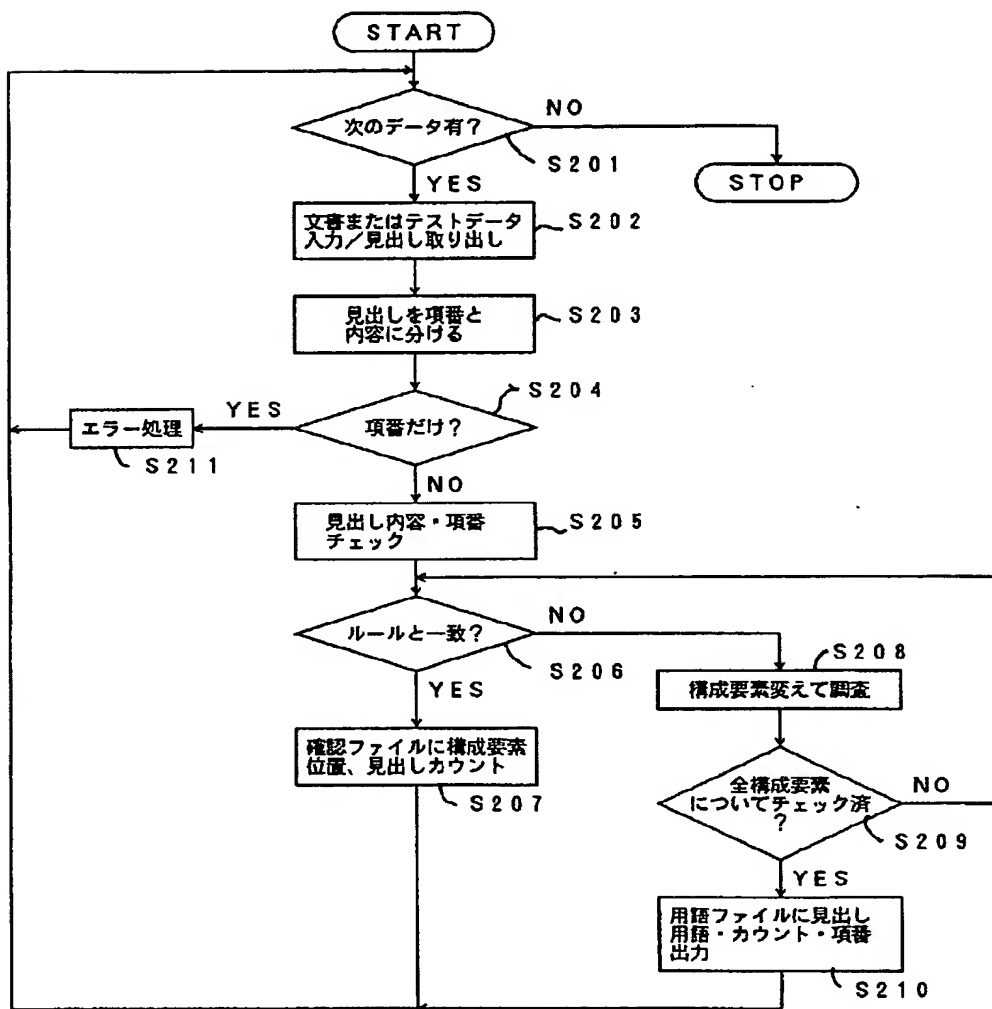 START
次のデータ有？
NO
S201
STOP
YES
文書またはテストデータ
入力／見出し取り出し
S202
見出しを項番と
内容に分ける
S203
S204
YES
項番だけ？
エラー処理
S211
NO
見出し内容・項番
チェック
S205
ルールと一致？
NO
S206
YES
S208
構成要素変えて調査
確認ファイルに構成要素
位置、見出しカウント
S207
全構成要素
についてチェック済
？
NO
S209
YES
用語ファイルに見出し
用語・カウント・項番
出力
S210